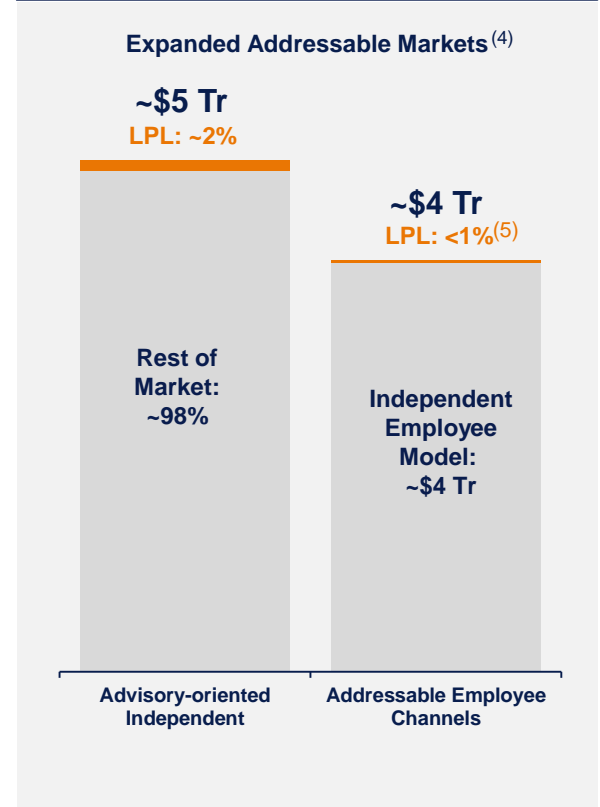 Expanded Addressable Markets (4)
~$5 Tr
LPL: ~2%
~$4 Tr
LPL: <1%(5)
Rest of
Market:
~98%
Independent
Employee
Model:
~$4 Tr
Advisory-oriented
Independent
Addressable Employee
Channels